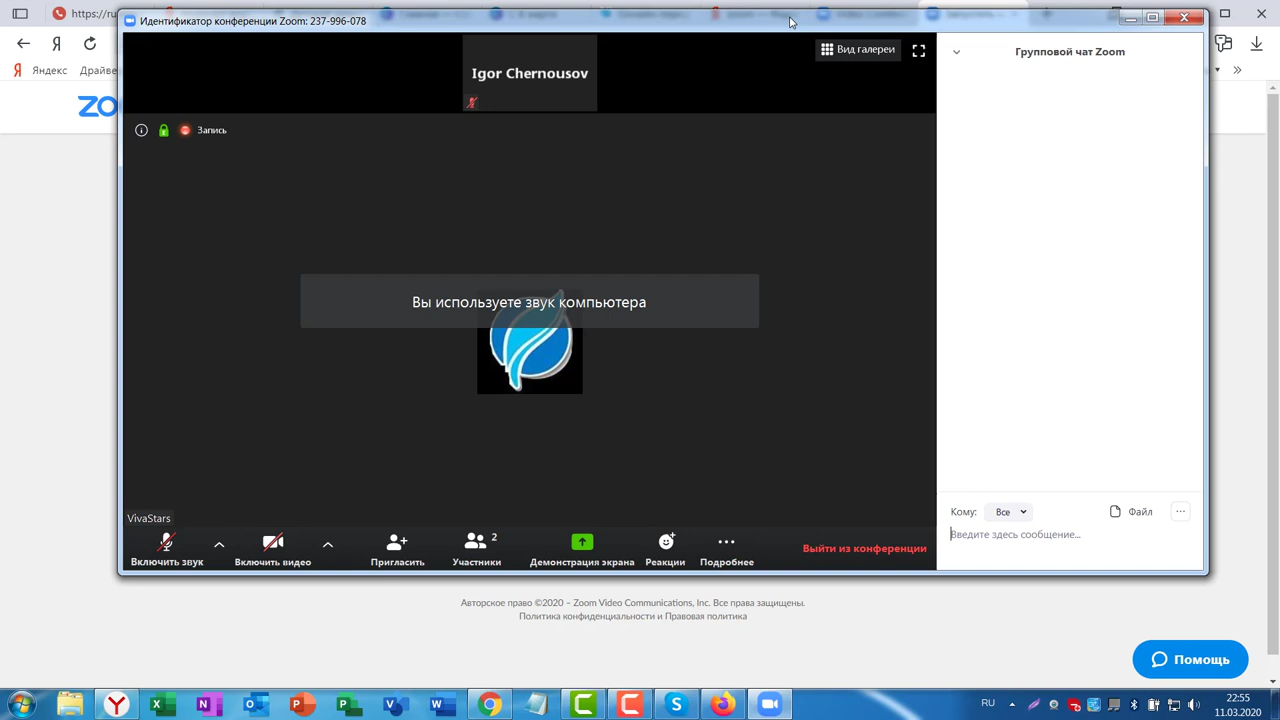 Идентификатор конференции Zoom: 237-996-078
https://ru
Яндекс
Драйве
ZO
Igor Chernousov
Вид галереи
Групповой чат Zoom
Запись
Вы используете звук компьютера
VivaStars
Кому: Все
Файл
Введите здесь сообщение...
Включить звук
Включить видео
Пригласить
Участники 2
Демонстрация экрана
Реакции
Подробнее
Выйти из конференции
Авторское право ©2020 – Zoom Video Communications, Inc. Все права защищены.
Политика конфиденциальности и Правовая политика
Помощь
RU
22:55
11.03.2020